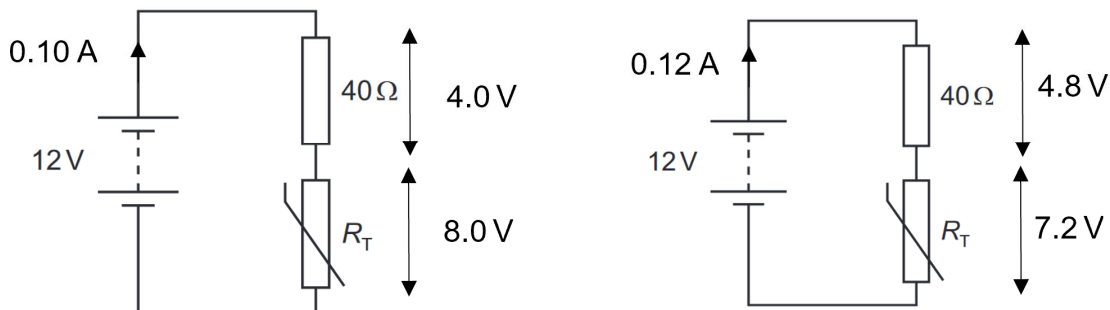 0.10 A
40 Ω
4.0 V
12 V
R_T
8.0 V
0.12 A
40 Ω
4.8 V
12 V
R_T
7.2 V